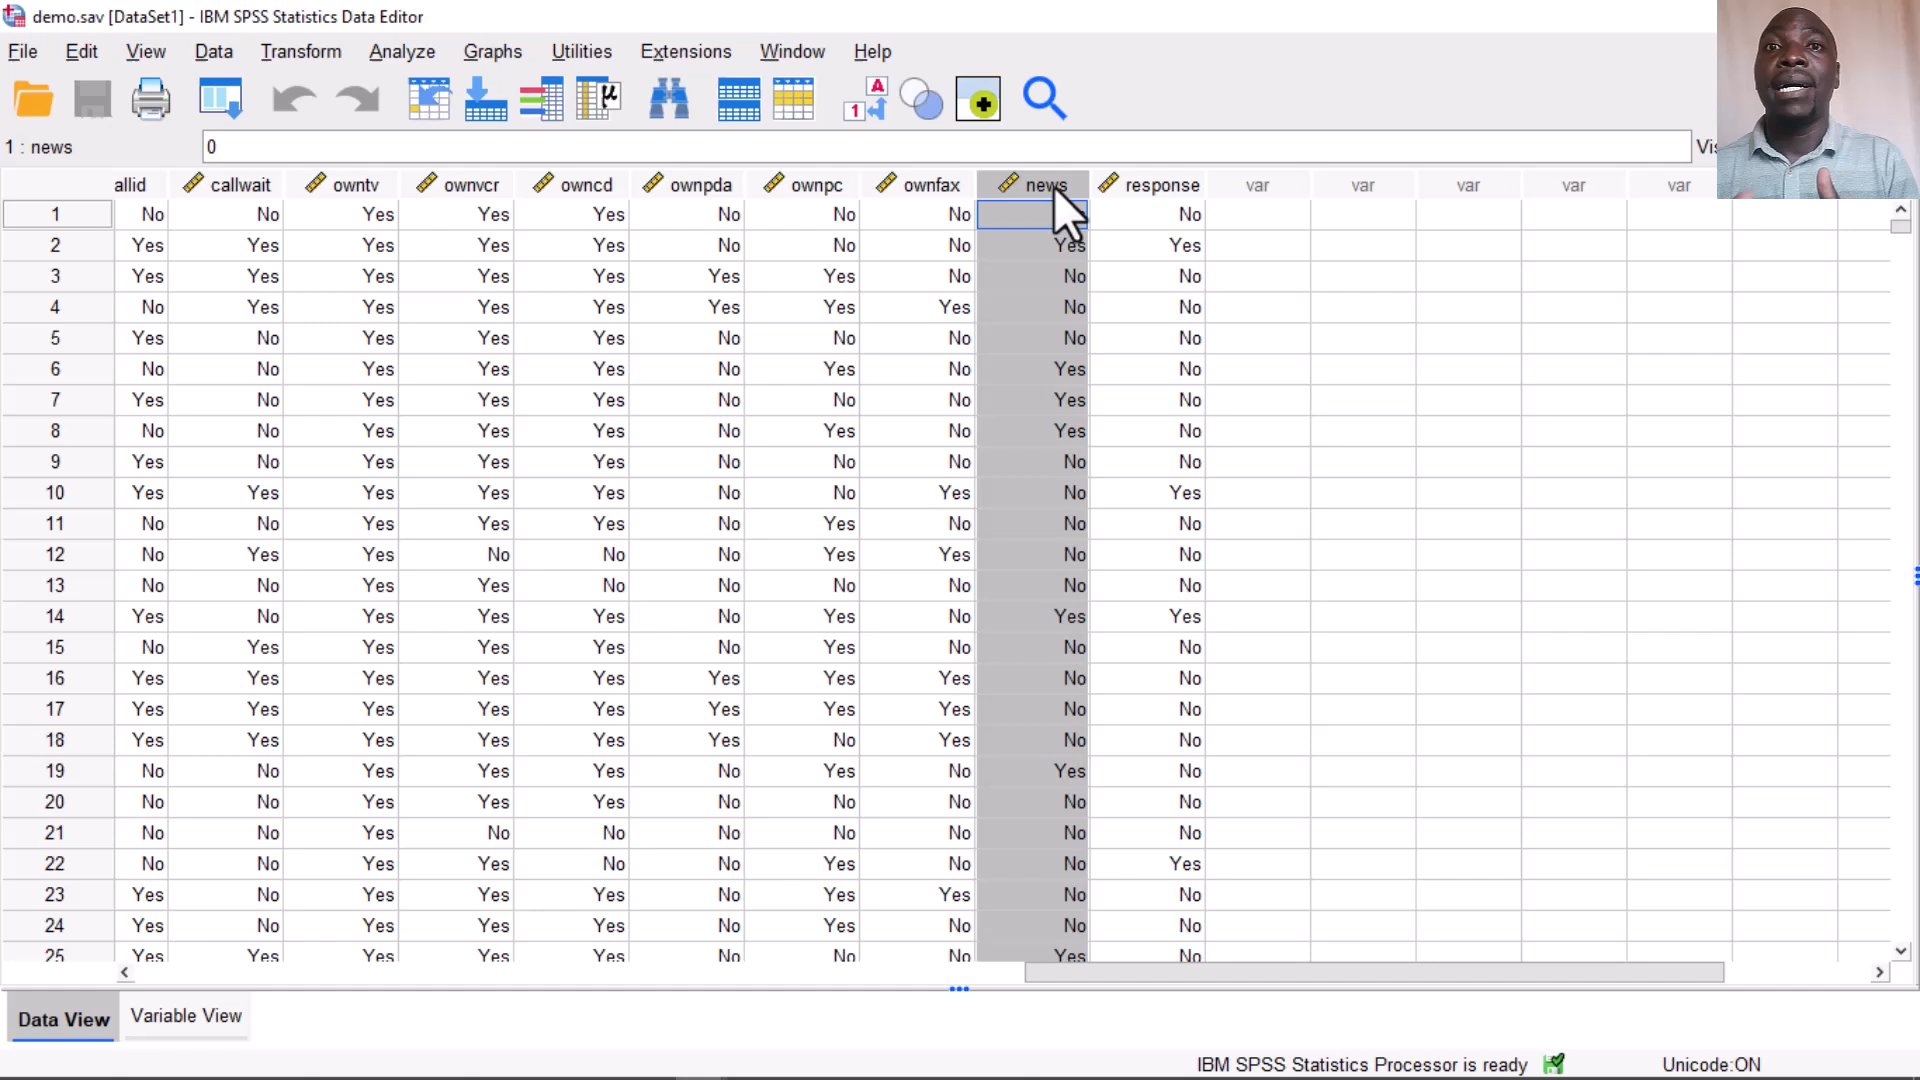 demo.sav [DataSet1] - IBM SPSS Statistics Data Editor
File Edit View Data Transform Analyze Graphs Utilities Extensions Window Help
1 : news 0
allid callwait owntv ownvcr owncd ownpda ownpc ownfax news response var var var var var
1 No No Yes Yes Yes No No No No
2 Yes Yes Yes Yes Yes No No No Yes Yes
3 Yes Yes Yes Yes Yes Yes Yes No No No
4 No Yes Yes Yes Yes Yes Yes Yes No No
5 Yes No Yes Yes Yes No No No No No
6 No No Yes Yes Yes No Yes No Yes No
7 Yes No Yes Yes Yes No No No Yes No
8 No No Yes Yes Yes No Yes No Yes No
9 Yes No Yes Yes Yes No No No No No
10 Yes Yes Yes Yes Yes No No Yes No Yes
11 No No Yes Yes Yes No Yes No No No
12 No Yes Yes No No No Yes Yes No No
13 No No Yes Yes No No No No No No
14 Yes No Yes Yes Yes No Yes No Yes Yes
15 No Yes Yes Yes Yes No Yes No No No
16 Yes Yes Yes Yes Yes Yes Yes Yes No No
17 Yes Yes Yes Yes Yes Yes Yes Yes No No
18 Yes Yes Yes Yes Yes Yes No Yes No No
19 No No Yes Yes Yes No Yes No Yes No
20 No No Yes Yes Yes No No No No No
21 No No Yes No No No No No No No
22 No No Yes Yes No No Yes No No Yes
23 Yes No Yes Yes Yes No Yes Yes No No
24 Yes No Yes Yes Yes No Yes No No No
25 Yes Yes Yes Yes Yes No No No Yes No
Data View Variable View
IBM SPSS Statistics Processor is ready Unicode:ON